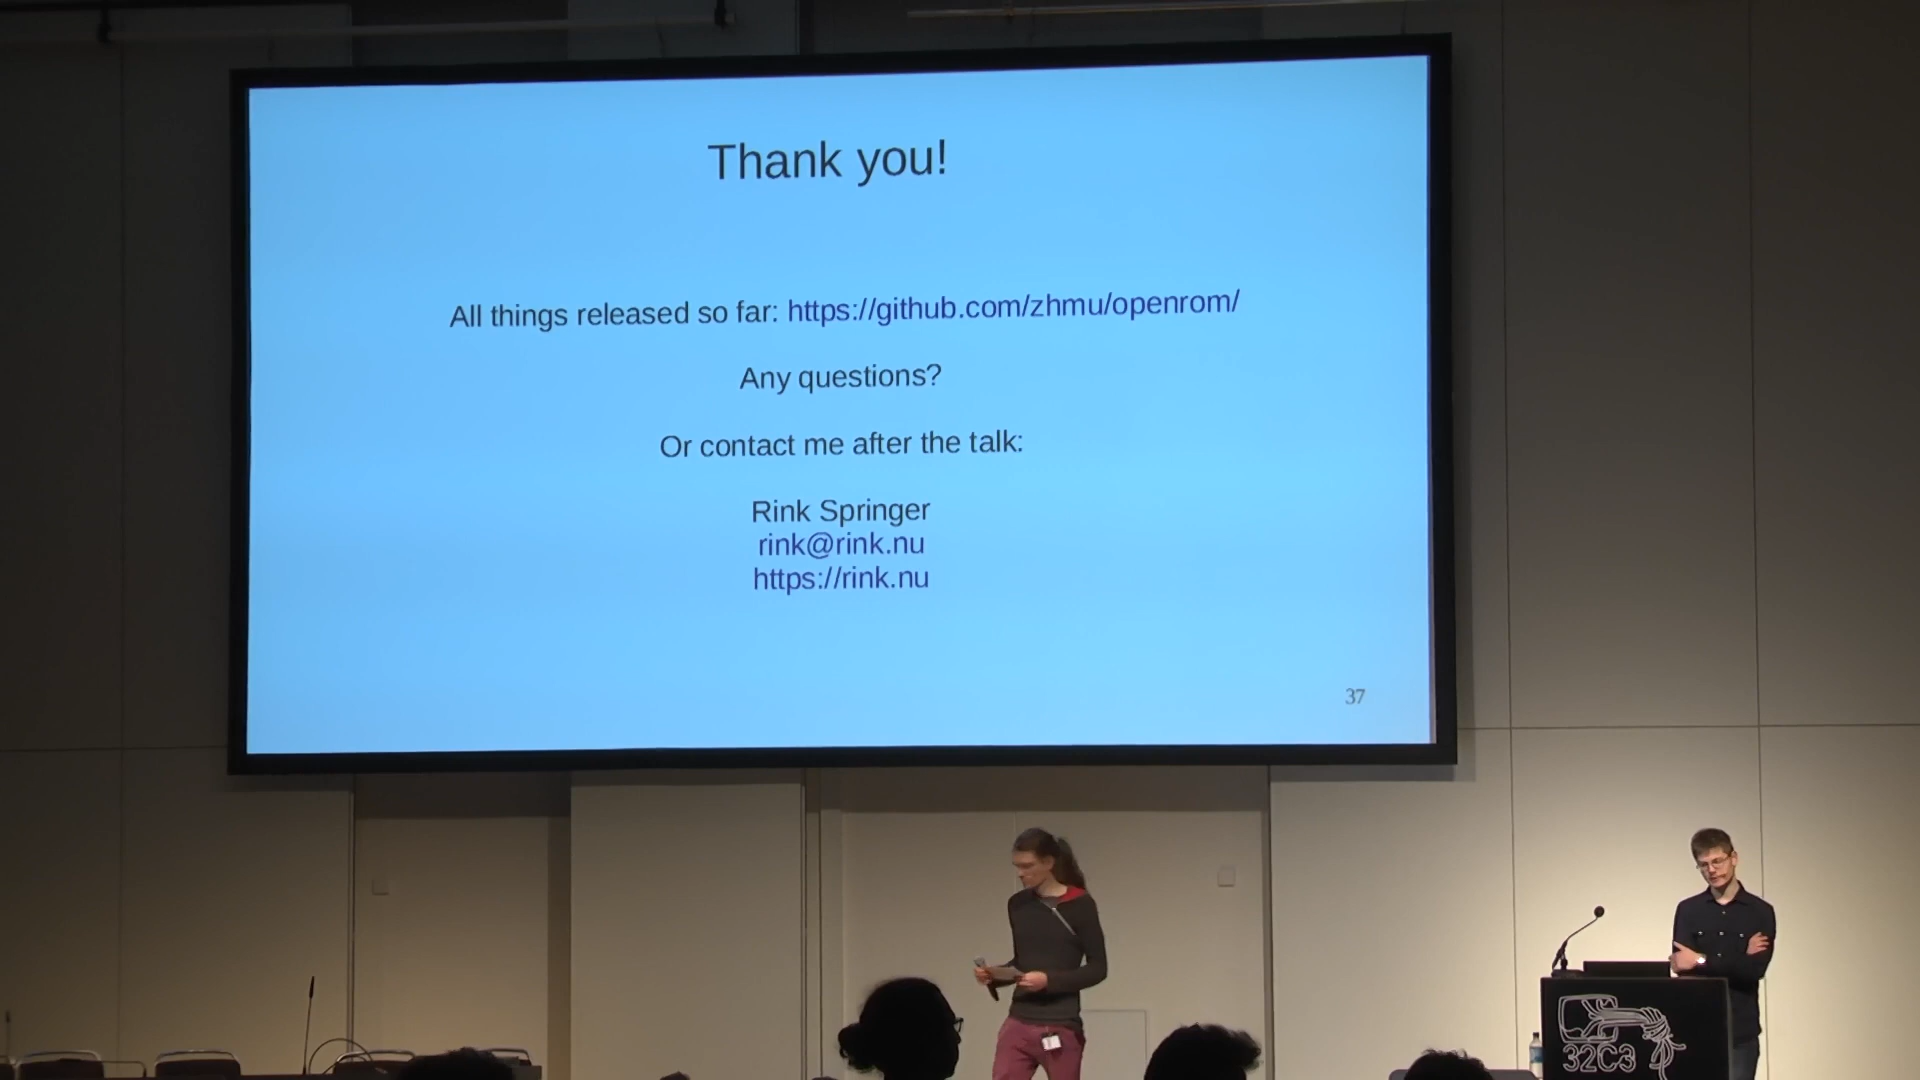 Thank you!
All things released so far: https://github.com/zhmu/openrom/
Any questions?
Or contact me after the talk:
Rink Springer
rink@rink.nu
https://rink.nu
37
32C3